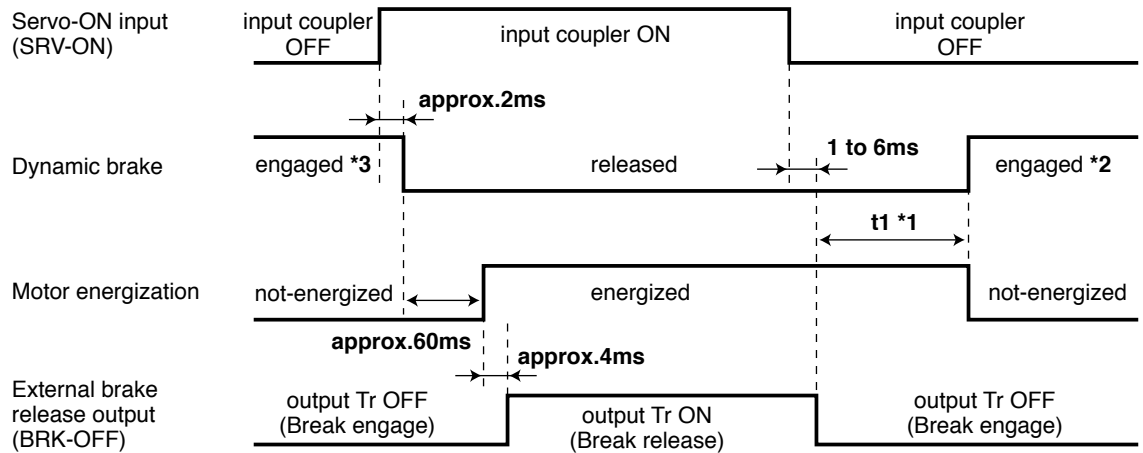 Servo-ON input
(SRV-ON)
input coupler
OFF
input coupler ON
input coupler
OFF
approx.2ms
Dynamic brake
engaged *3
released
1 to 6ms
engaged *2
t1 *1
Motor energization
not-energized
energized
not-energized
approx.60ms
approx.4ms
External brake
release output
(BRK-OFF)
output Tr OFF
(Break engage)
output Tr ON
(Break release)
output Tr OFF
(Break engage)